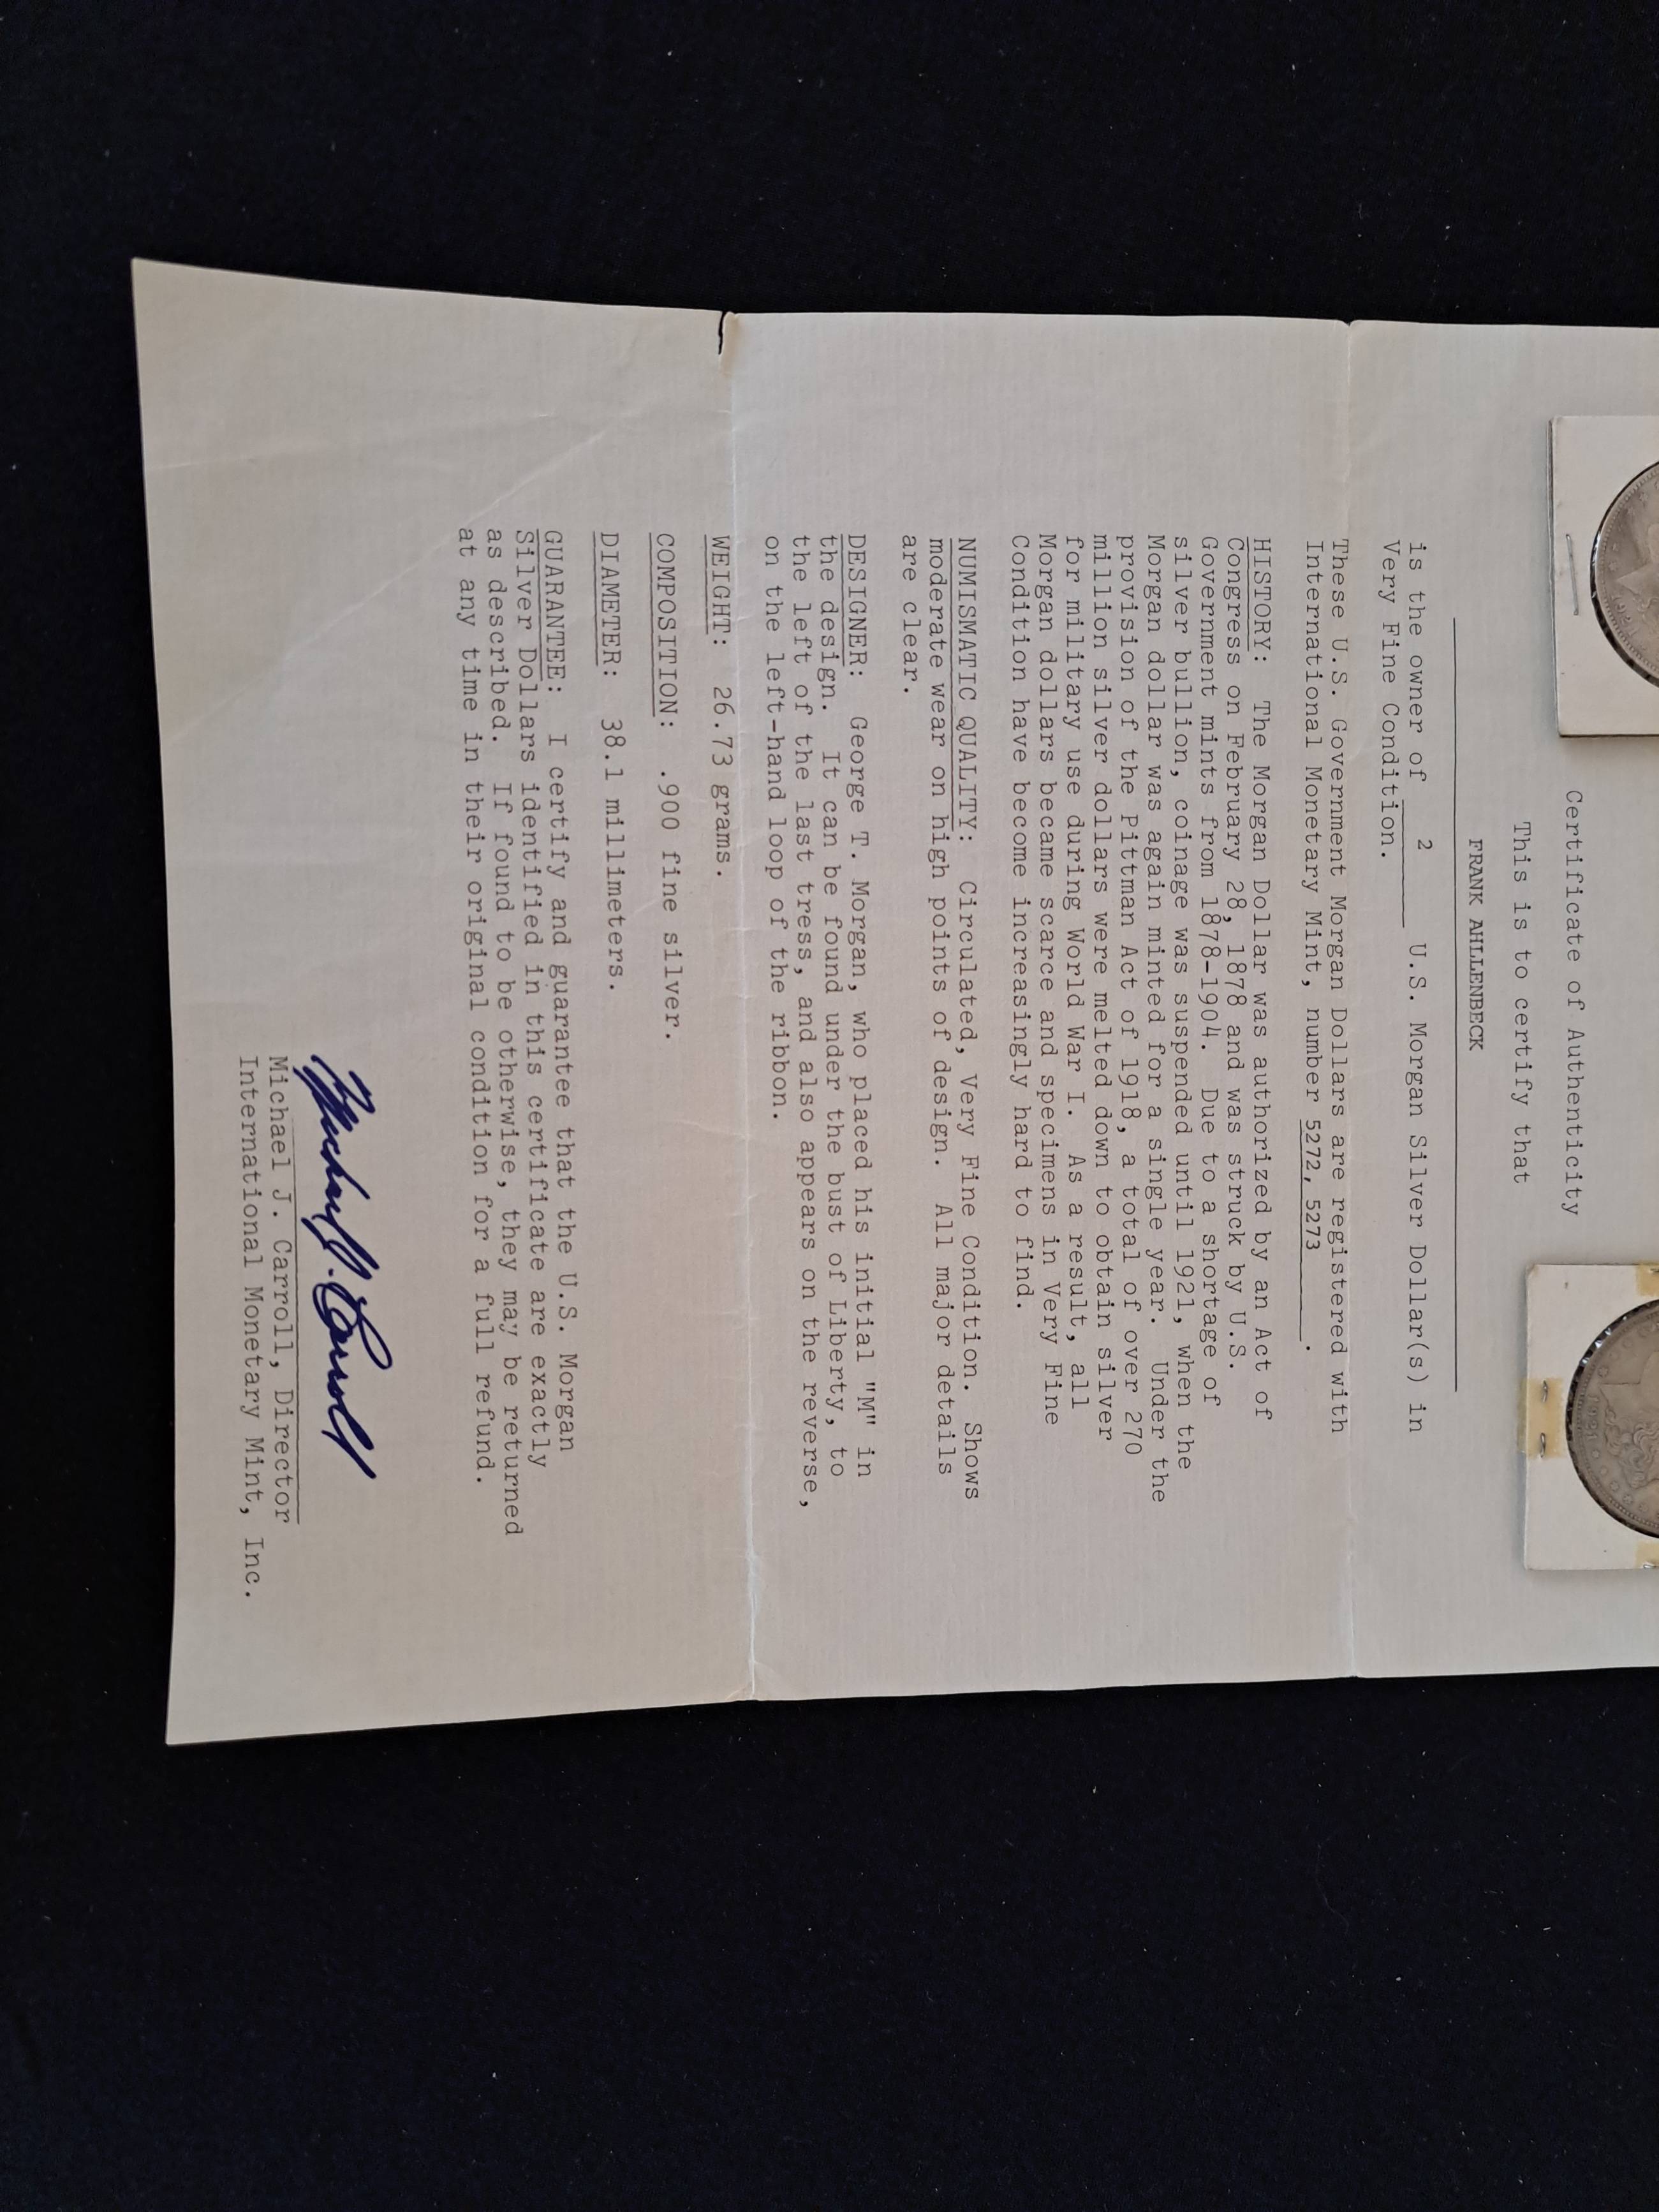 Certificate of Authenticity
This is to certify that
FRANK AHLLENBECK
is the owner of 2 U.S. Morgan Silver Dollar(s) in
Very Fine Condition.
These U.S. Government Morgan Dollars are registered with
International Monetary Mint, number 5272, 5273.
HISTORY: The Morgan Dollar was authorized by an Act of
Congress on February 28, 1878 and was struck by U.S.
Government mints from 1878-1904. Due to a shortage of
silver bullion, coinage was suspended until 1921, when the
Morgan dollar was again minted for a single year. Under the
provision of the Pittman Act of 1918, a total of over 270
million silver dollars were melted down to obtain silver
for military use during World War I. As a result, all
Morgan dollars became scarce and specimens in Very Fine
Condition have become increasingly hard to find.
NUMISMATIC QUALITY: Circulated, Very Fine Condition. Shows
moderate wear on high points of design. All major details
are clear.
DESIGNER: George T. Morgan, who placed his initial "M" in
the design. It can be found under the bust of Liberty, to
the left of the last tress, and also appears on the reverse,
on the left-hand loop of the ribbon.
WEIGHT: 26.73 grams.
COMPOSITION: .900 fine silver.
DIAMETER: 38.1 millimeters.
GUARANTEE: I certify and guarantee that the U.S. Morgan
Silver Dollars identified in this certificate are exactly
as described. If found to be otherwise, they may be returned
at any time in their original condition for a full refund.
Michael J. Carroll
Michael J. Carroll, Director
International Monetary Mint, Inc.